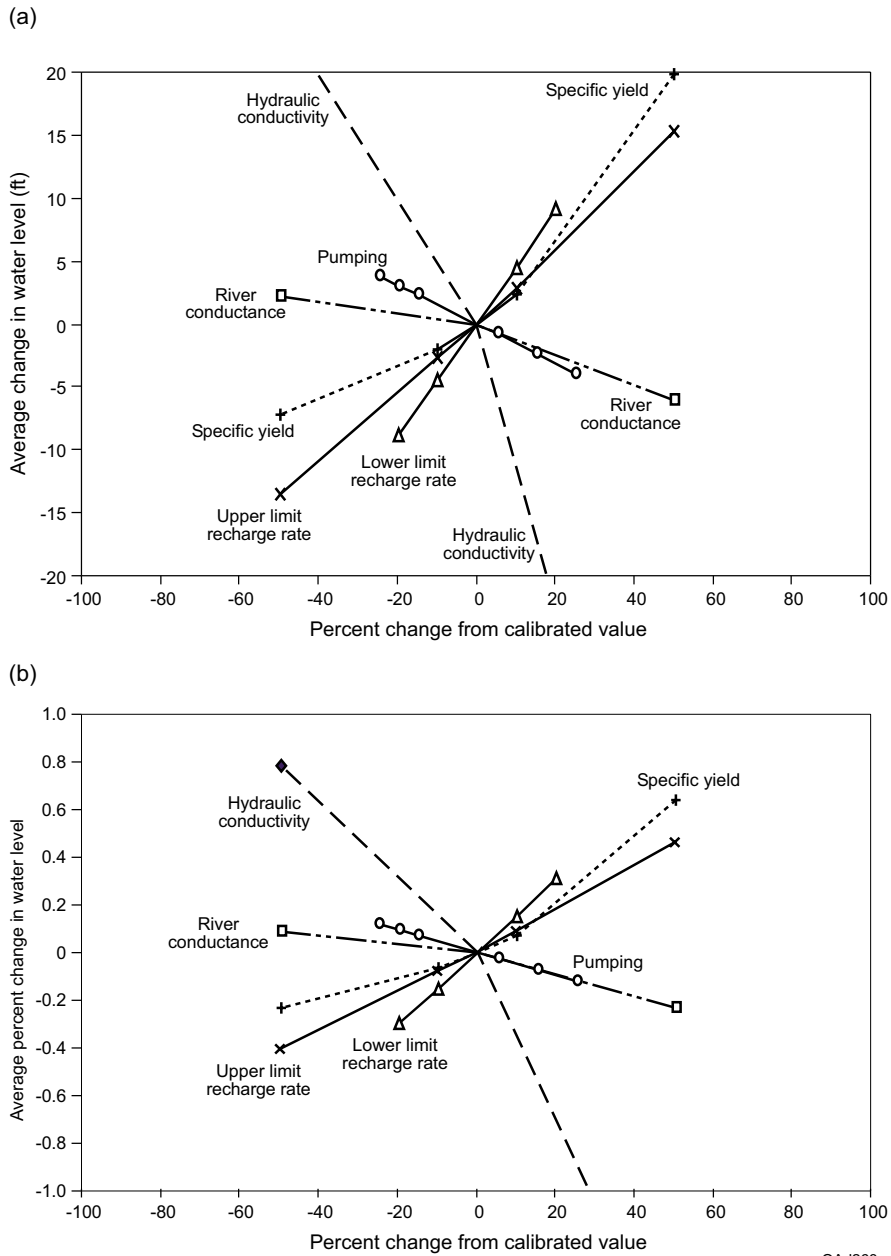 (a)
20
15
10
5
0
-5
-10
-15
-20
Average change in water level (ft)
Hydraulic
conductivity
Specific yield
Pumping
River
conductance
River
conductance
Specific yield
Lower limit
recharge rate
Upper limit
recharge rate
Hydraulic
conductivity
-100 -80 -60 -40 -20 0 20 40 60 80 100
Percent change from calibrated value
(b)
1.0
0.8
0.6
0.4
0.2
0
-0.2
-0.4
-0.6
-0.8
-1.0
Average percent change in water level
Specific yield
Hydraulic
conductivity
River
conductance
Pumping
Lower limit
recharge rate
Upper limit
recharge rate
-100 -80 -60 -40 -20 0 20 40 60 80 100
Percent change from calibrated value